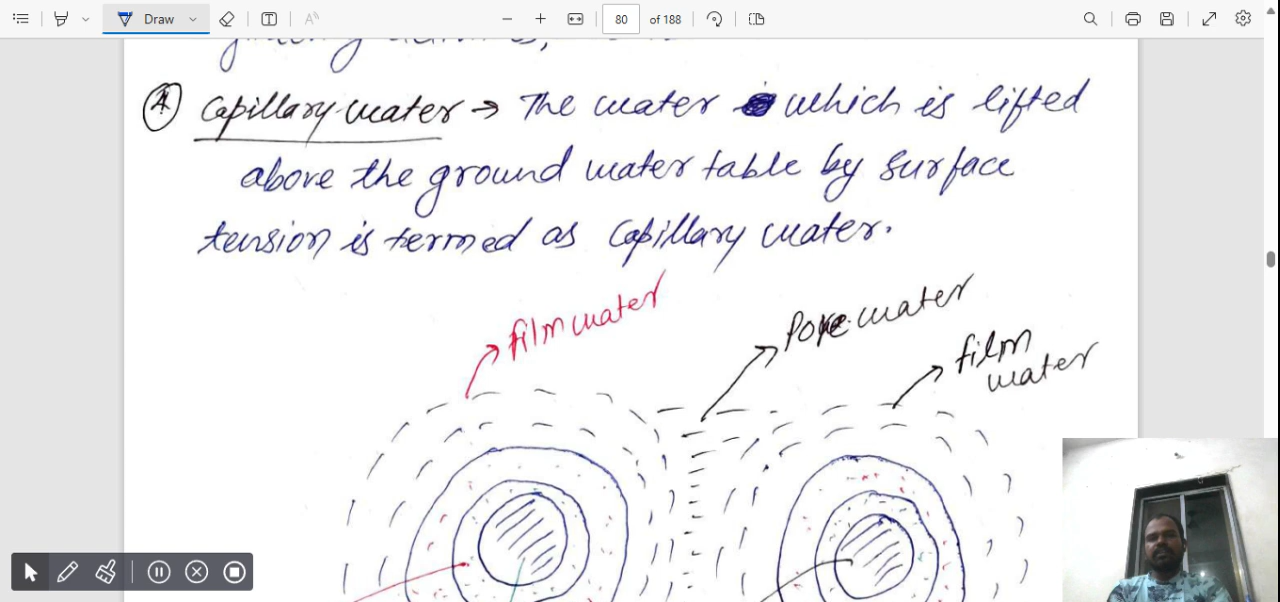 Draw
80 of 188
④ Capillary water → The water which is lifted
above the ground water table by surface
tension is termed as Capillary water.
film water
Pore water
film
water